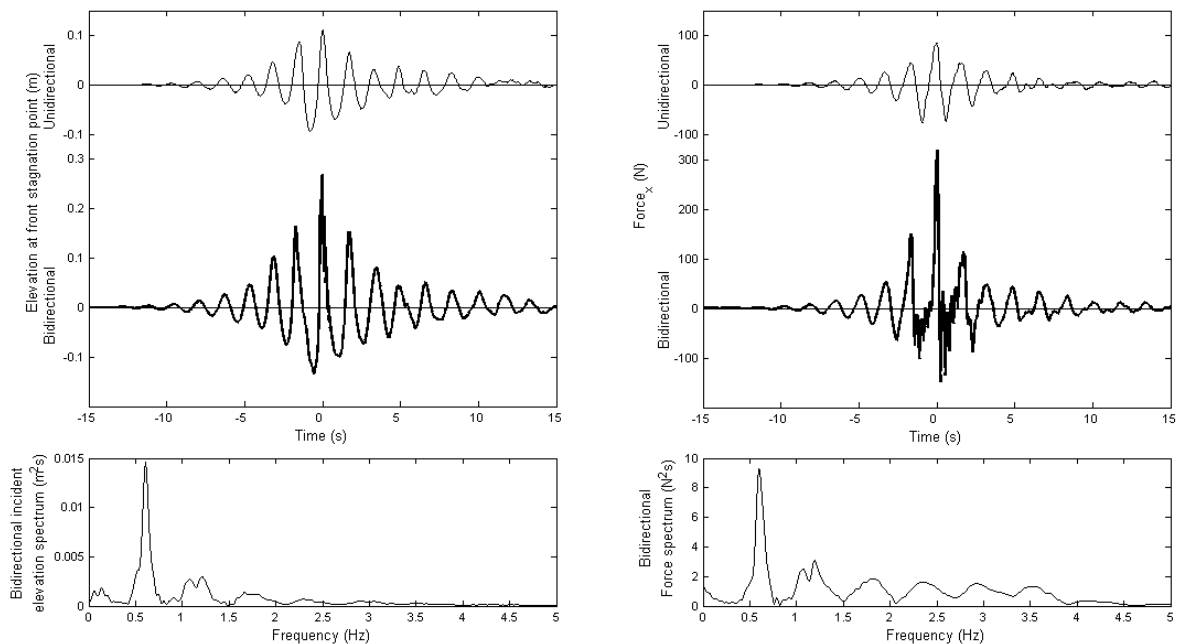 Elevation at front stagnation point (m)
Unidirectional
Bidirectional
0.1
0
-0.1
0.3
0.2
0.1
0
-0.1
-15 -10 -5 0 5 10 15
Time (s)
Force_x (N)
Unidirectional
Bidirectional
100
0
-100
300
200
100
0
-100
-15 -10 -5 0 5 10 15
Time (s)
Bidirectional incident
elevation spectrum (m²s)
0.015
0.01
0.005
0
0 0.5 1 1.5 2 2.5 3 3.5 4 4.5 5
Frequency (Hz)
Bidirectional
Force spectrum (N²s)
10
8
6
4
2
0
0 0.5 1 1.5 2 2.5 3 3.5 4 4.5 5
Frequency (Hz)